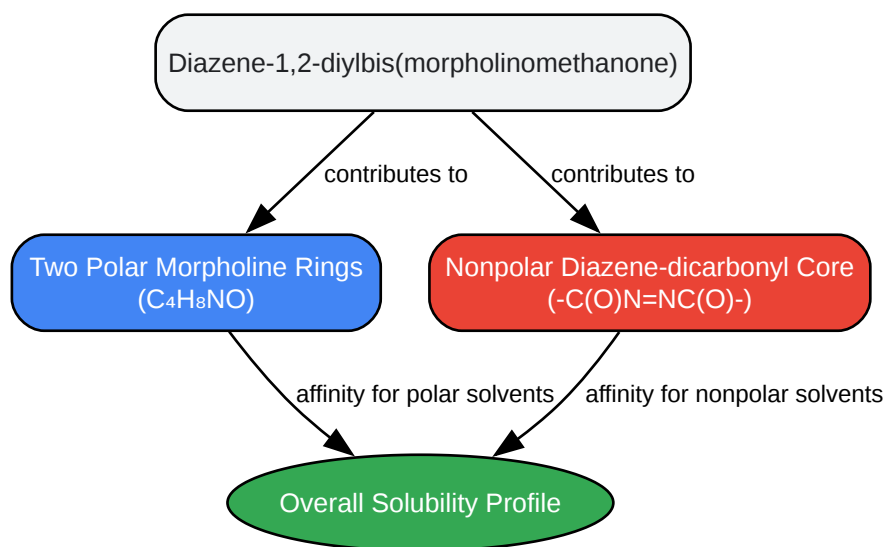 Diazene-1,2-diylbis(morpholinomethanone)
contributes to
contributes to
Two Polar Morpholine Rings
(C₄H₈NO)
Nonpolar Diazene-dicarbonyl Core
(-C(O)N=NC(O)-)
affinity for polar solvents
affinity for nonpolar solvents
Overall Solubility Profile